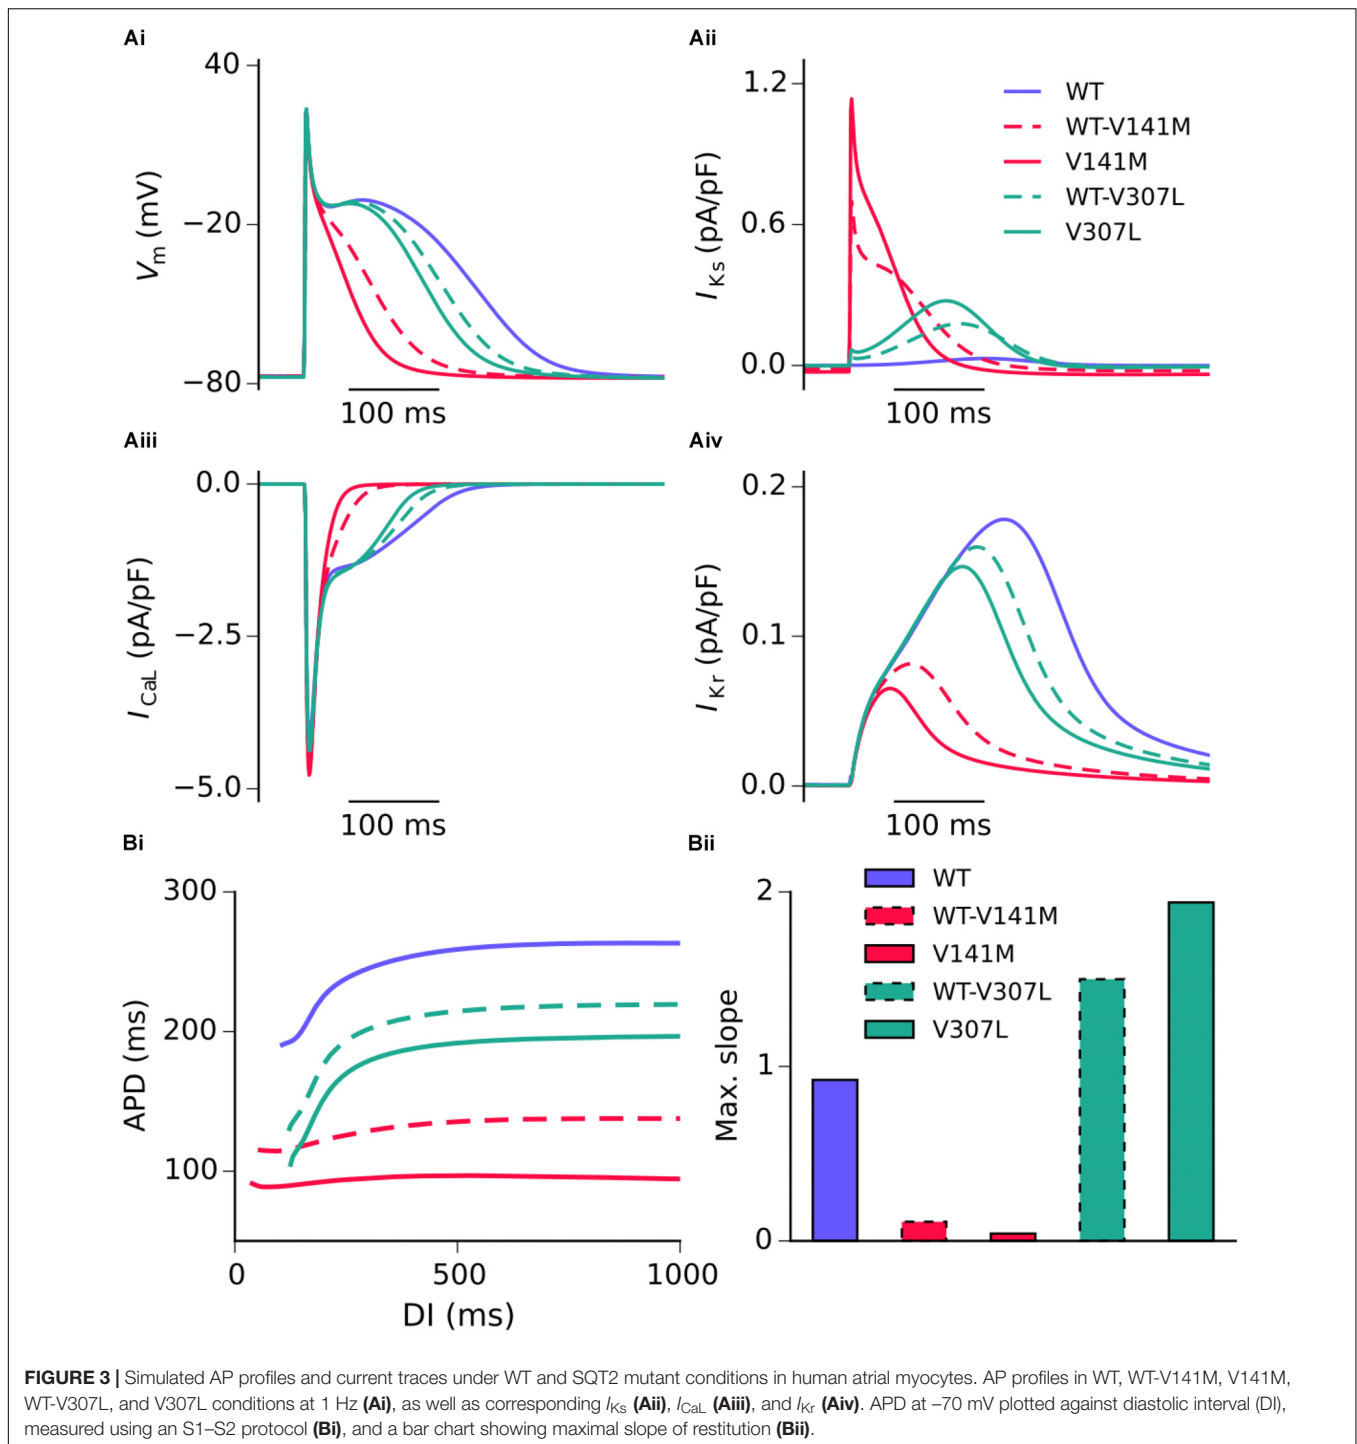 Ai
40
−20
−80
Vm (mV)
100 ms
Aii
1.2
0.6
0.0
IKs (pA/pF)
WT
WT-V141M
V141M
WT-V307L
V307L
100 ms
Aiii
0.0
−2.5
−5.0
ICaL (pA/pF)
100 ms
Aiv
0.2
0.1
0.0
IKr (pA/pF)
100 ms
Bi
300
200
100
APD (ms)
0 500 1000
DI (ms)
Bii
2
1
0
Max. slope
WT
WT-V141M
V141M
WT-V307L
V307L
FIGURE 3 | Simulated AP profiles and current traces under WT and SQT2 mutant conditions in human atrial myocytes. AP profiles in WT, WT-V141M, V141M,
WT-V307L, and V307L conditions at 1 Hz (Ai), as well as corresponding IKs (Aii), ICaL (Aiii), and IKr (Aiv). APD at –70 mV plotted against diastolic interval (DI),
measured using an S1–S2 protocol (Bi), and a bar chart showing maximal slope of restitution (Bii).